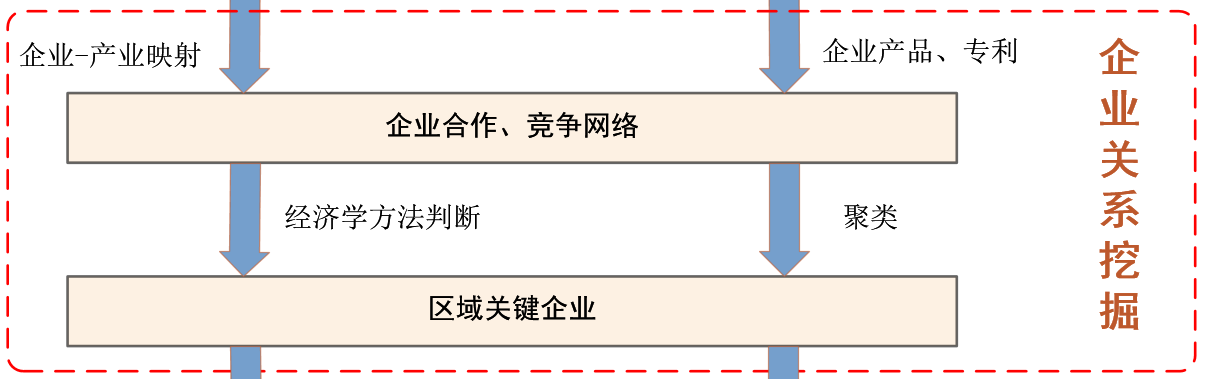 企业-产业映射
企业产品、专利
企业合作、竞争网络
经济学方法判断
聚类
区域关键企业
企业关系挖掘